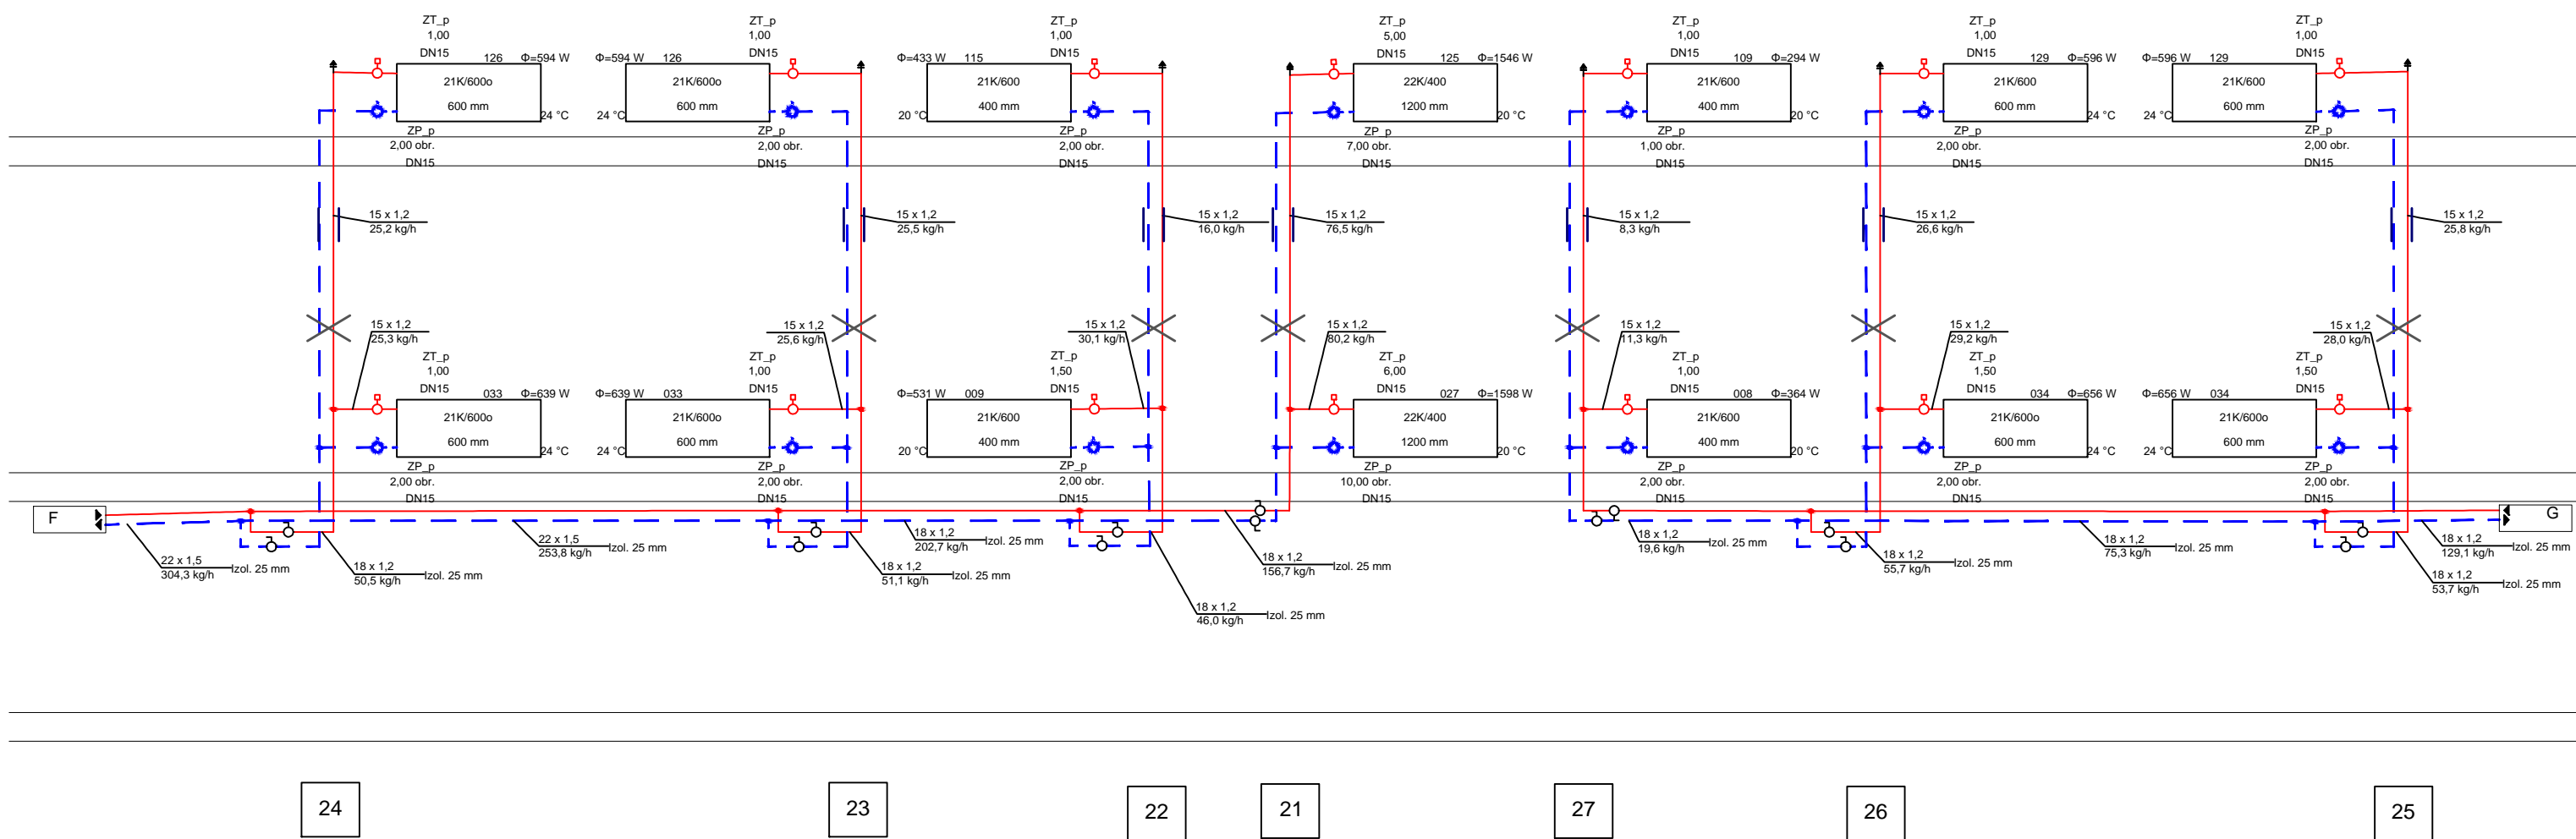 ZT_p
1,00
DN15
126
Φ=594 W
21K/600o
600 mm
24 °C
ZP_p
2,00 obr.
DN15
ZT_p
1,00
DN15
Φ=594 W
126
21K/600o
600 mm
24 °C
ZP_p
2,00 obr.
DN15
ZT_p
1,00
DN15
Φ=433 W
115
21K/600
400 mm
20 °C
ZP_p
2,00 obr.
DN15
ZT_p
5,00
DN15
125
Φ=1546 W
22K/400
1200 mm
20 °C
ZP_p
7,00 obr.
DN15
ZT_p
1,00
DN15
109
Φ=294 W
21K/600
400 mm
20 °C
ZP_p
1,00 obr.
DN15
ZT_p
1,00
DN15
129
Φ=596 W
21K/600
600 mm
24 °C
ZP_p
2,00 obr.
DN15
ZT_p
1,00
DN15
Φ=596 W
129
21K/600
600 mm
24 °C
ZP_p
2,00 obr.
DN15
15 x 1,2
25,2 kg/h
15 x 1,2
25,5 kg/h
15 x 1,2
16,0 kg/h
15 x 1,2
76,5 kg/h
15 x 1,2
8,3 kg/h
15 x 1,2
26,6 kg/h
15 x 1,2
25,8 kg/h
15 x 1,2
25,3 kg/h
15 x 1,2
25,6 kg/h
15 x 1,2
30,1 kg/h
15 x 1,2
80,2 kg/h
15 x 1,2
11,3 kg/h
15 x 1,2
29,2 kg/h
15 x 1,2
28,0 kg/h
ZT_p
1,00
DN15
033
Φ=639 W
21K/600o
600 mm
24 °C
ZP_p
2,00 obr.
DN15
ZT_p
1,00
DN15
Φ=639 W
033
21K/600o
600 mm
24 °C
ZP_p
2,00 obr.
DN15
ZT_p
1,50
DN15
Φ=531 W
009
21K/600
400 mm
20 °C
ZP_p
2,00 obr.
DN15
ZT_p
6,00
DN15
027
Φ=1598 W
22K/400
1200 mm
20 °C
ZP_p
10,00 obr.
DN15
ZT_p
1,00
DN15
008
Φ=364 W
21K/600
400 mm
20 °C
ZP_p
2,00 obr.
DN15
ZT_p
1,50
DN15
034
Φ=656 W
21K/600o
600 mm
24 °C
ZP_p
2,00 obr.
DN15
ZT_p
1,50
DN15
Φ=656 W
034
21K/600o
600 mm
24 °C
ZP_p
2,00 obr.
DN15
F
G
22 x 1,5
304,3 kg/h
Izol. 25 mm
18 x 1,2
50,5 kg/h
Izol. 25 mm
22 x 1,5
253,8 kg/h
Izol. 25 mm
18 x 1,2
51,1 kg/h
Izol. 25 mm
18 x 1,2
202,7 kg/h
Izol. 25 mm
18 x 1,2
46,0 kg/h
Izol. 25 mm
18 x 1,2
156,7 kg/h
Izol. 25 mm
18 x 1,2
19,6 kg/h
Izol. 25 mm
18 x 1,2
55,7 kg/h
Izol. 25 mm
18 x 1,2
75,3 kg/h
Izol. 25 mm
18 x 1,2
129,1 kg/h
Izol. 25 mm
18 x 1,2
53,7 kg/h
Izol. 25 mm
24
23
22
21
27
26
25